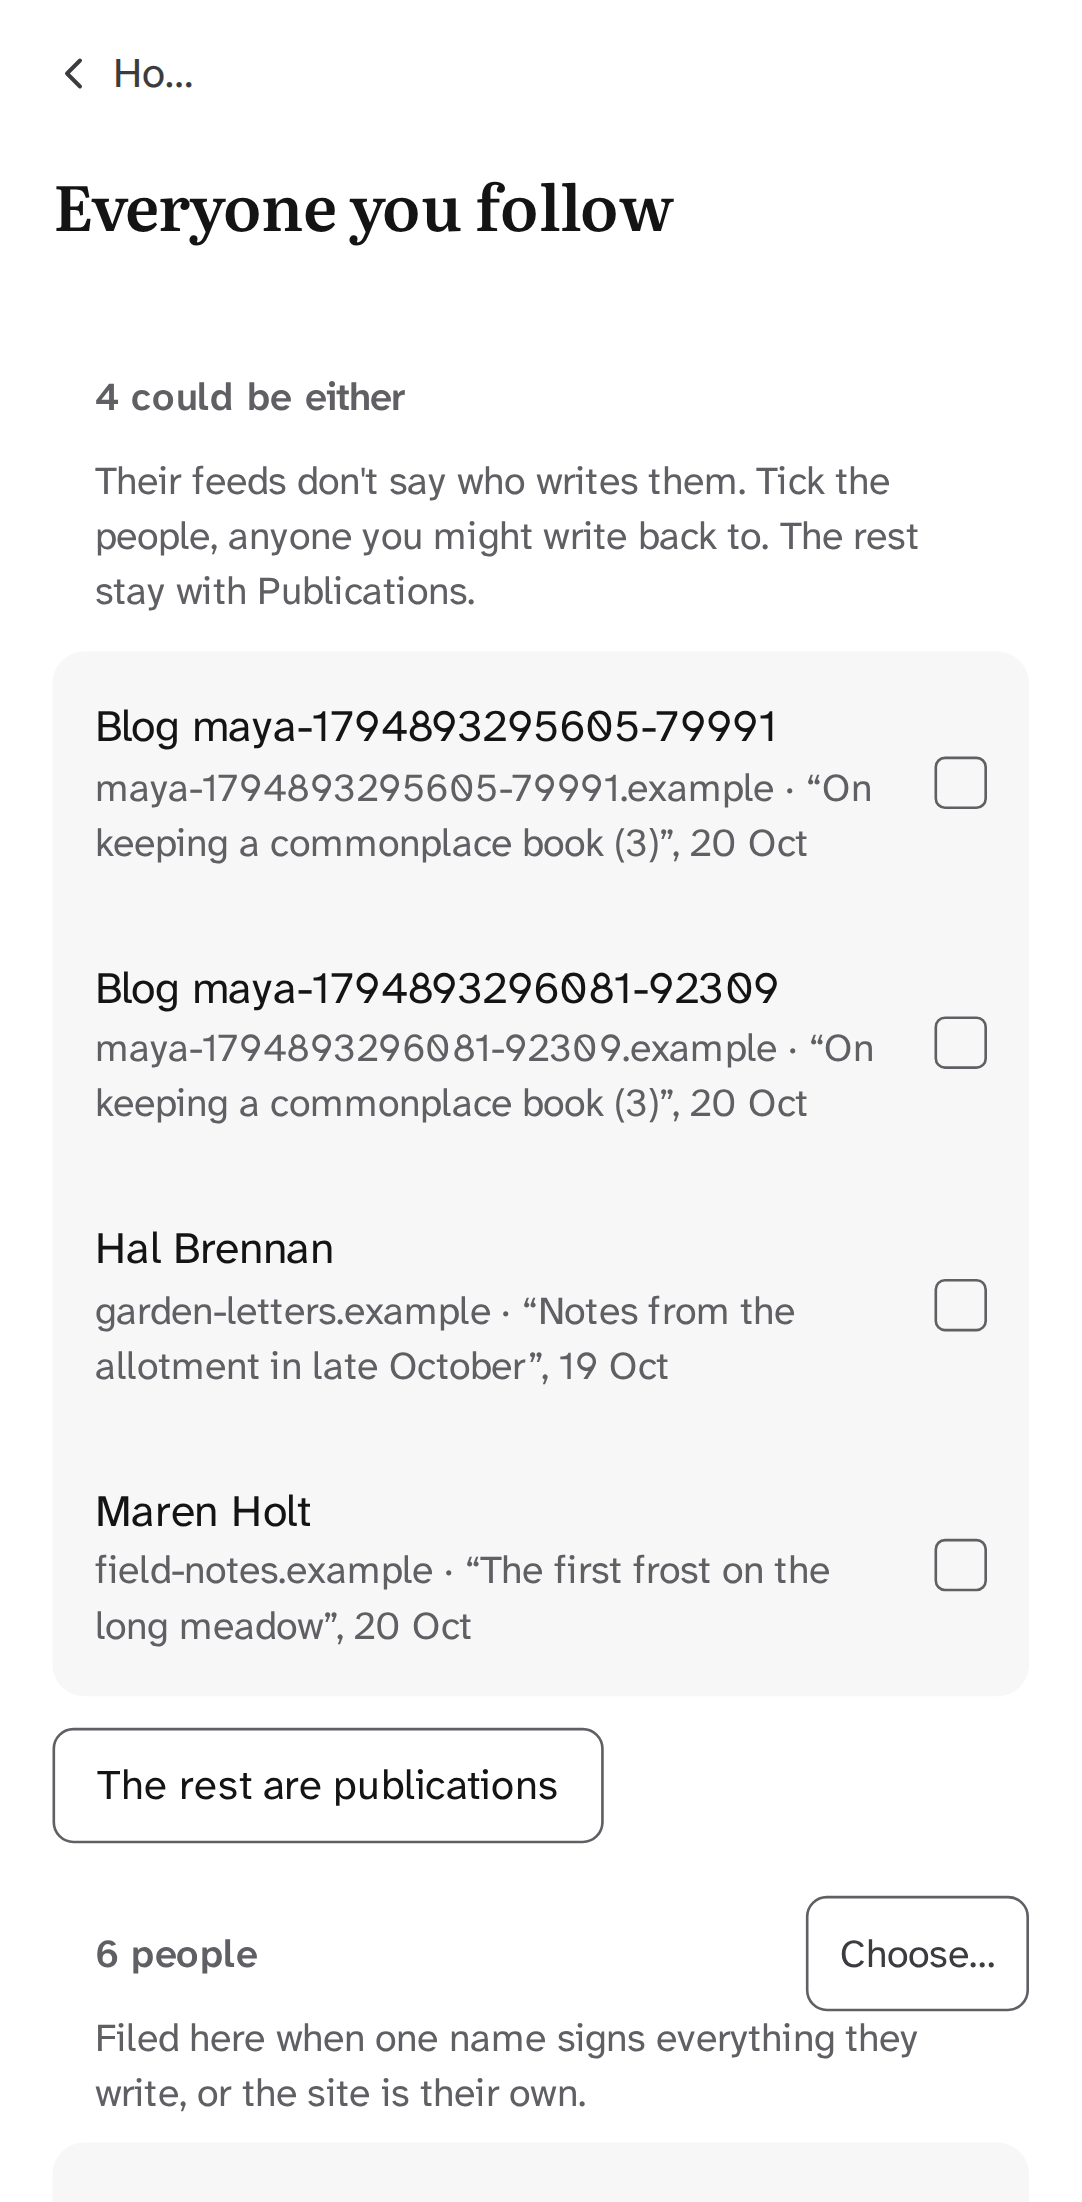 Ho...
Everyone you follow
4 could be either
Their feeds don't say who writes them. Tick the
people, anyone you might write back to. The rest
stay with Publications.
Blog maya-1794893295605-79991
maya-1794893295605-79991.example · “On
keeping a commonplace book (3)”, 20 Oct
Blog maya-1794893296081-92309
maya-1794893296081-92309.example · “On
keeping a commonplace book (3)”, 20 Oct
Hal Brennan
garden-letters.example · “Notes from the
allotment in late October”, 19 Oct
Maren Holt
field-notes.example · “The first frost on the
long meadow”, 20 Oct
The rest are publications
6 people
Choose...
Filed here when one name signs everything they
write, or the site is their own.